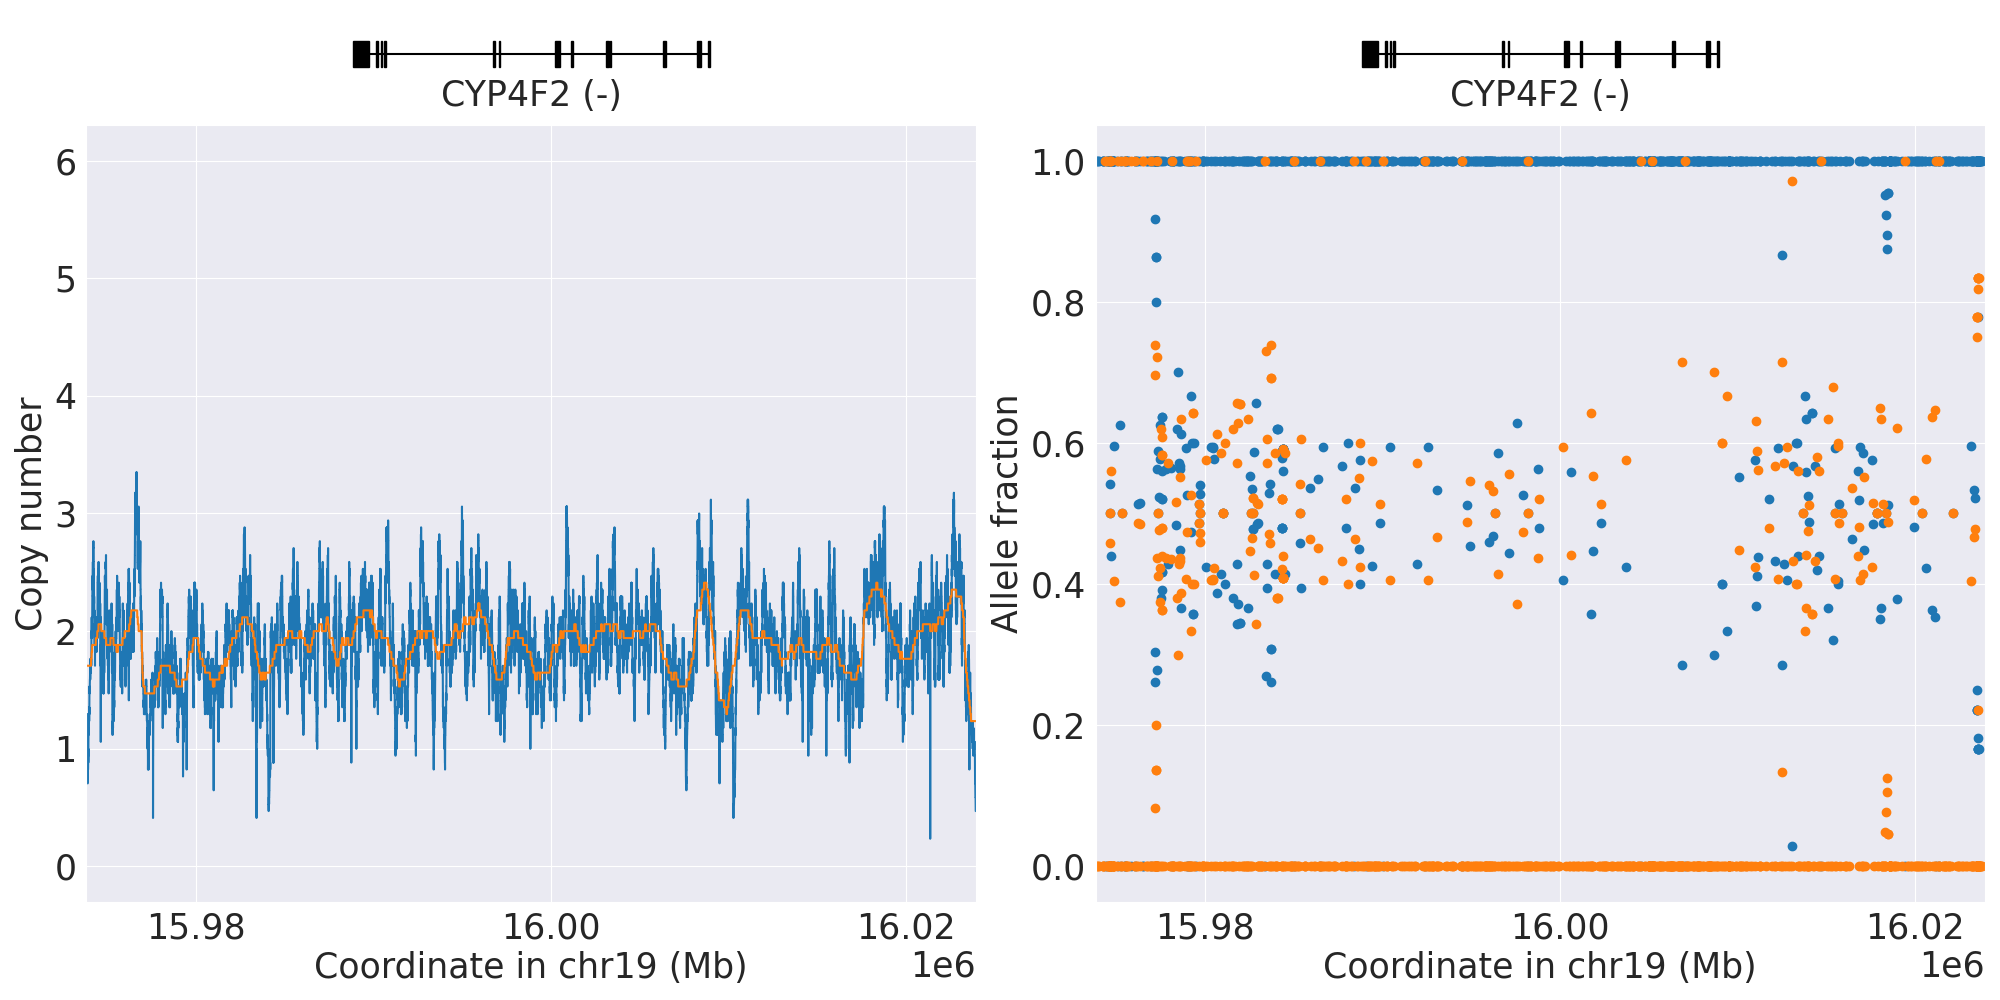 CYP4F2 (-)
CYP4F2 (-)
6
5
4
3
2
1
0
Copy number
15.98
16.00
16.02
Coordinate in chr19 (Mb)
1e6
1.0
0.8
0.6
0.4
0.2
0.0
Allele fraction
15.98
16.00
16.02
Coordinate in chr19 (Mb)
1e6